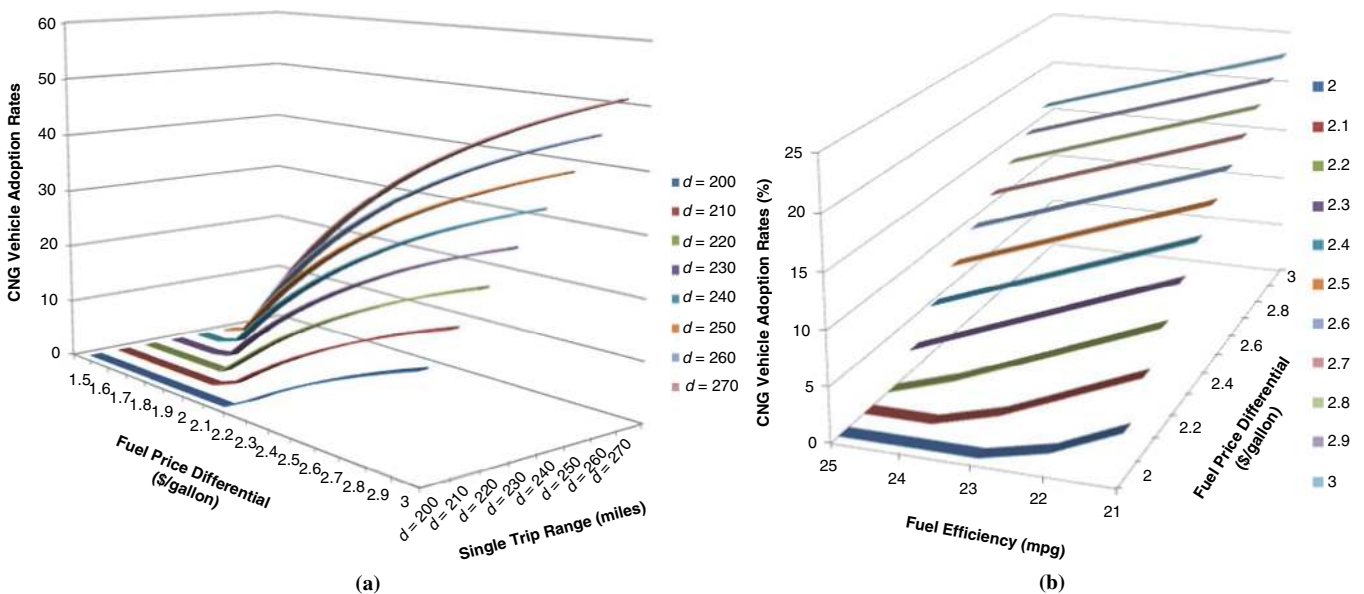 60
50
40
30
20
10
0
CNG Vehicle Adoption Rates
1.5
1.6
1.7
1.8
1.9
2
2.1
2.2
2.3
2.4
2.5
2.6
2.7
2.8
2.9
3
Fuel Price Differential
($/gallon)
d = 200
d = 210
d = 220
d = 230
d = 240
d = 250
d = 260
d = 270
Single Trip Range (miles)
d = 200
d = 210
d = 220
d = 230
d = 240
d = 250
d = 260
d = 270
(a)
25
20
15
10
5
0
CNG Vehicle Adoption Rates (%)
25
24
23
22
21
Fuel Efficiency (mpg)
3
2.8
2.6
2.4
2.2
2
Fuel Price Differential
($/gallon)
2
2.1
2.2
2.3
2.4
2.5
2.6
2.7
2.8
2.9
3
(b)